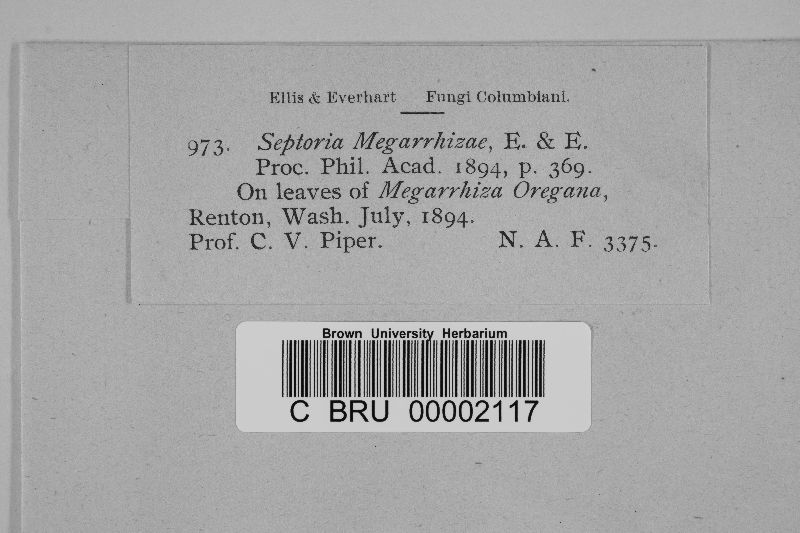 Ellis & Everhart Fungi Columbiani.
973. Septoria Megarrhizae, E. & E.
Proc. Phil. Acad. 1894, p. 369.
On leaves of Megarrhiza Oregana,
Renton, Wash. July, 1894.
Prof. C. V. Piper. N. A. F. 3375.
Brown University Herbarium
C BRU 00002117